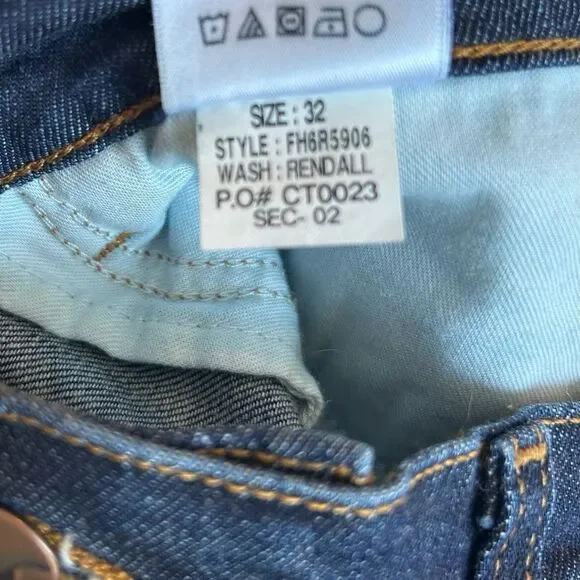 SIZE : 32
STYLE : FH6R5906
WASH : RENDALL
P.O# CT0023
SEC- 02